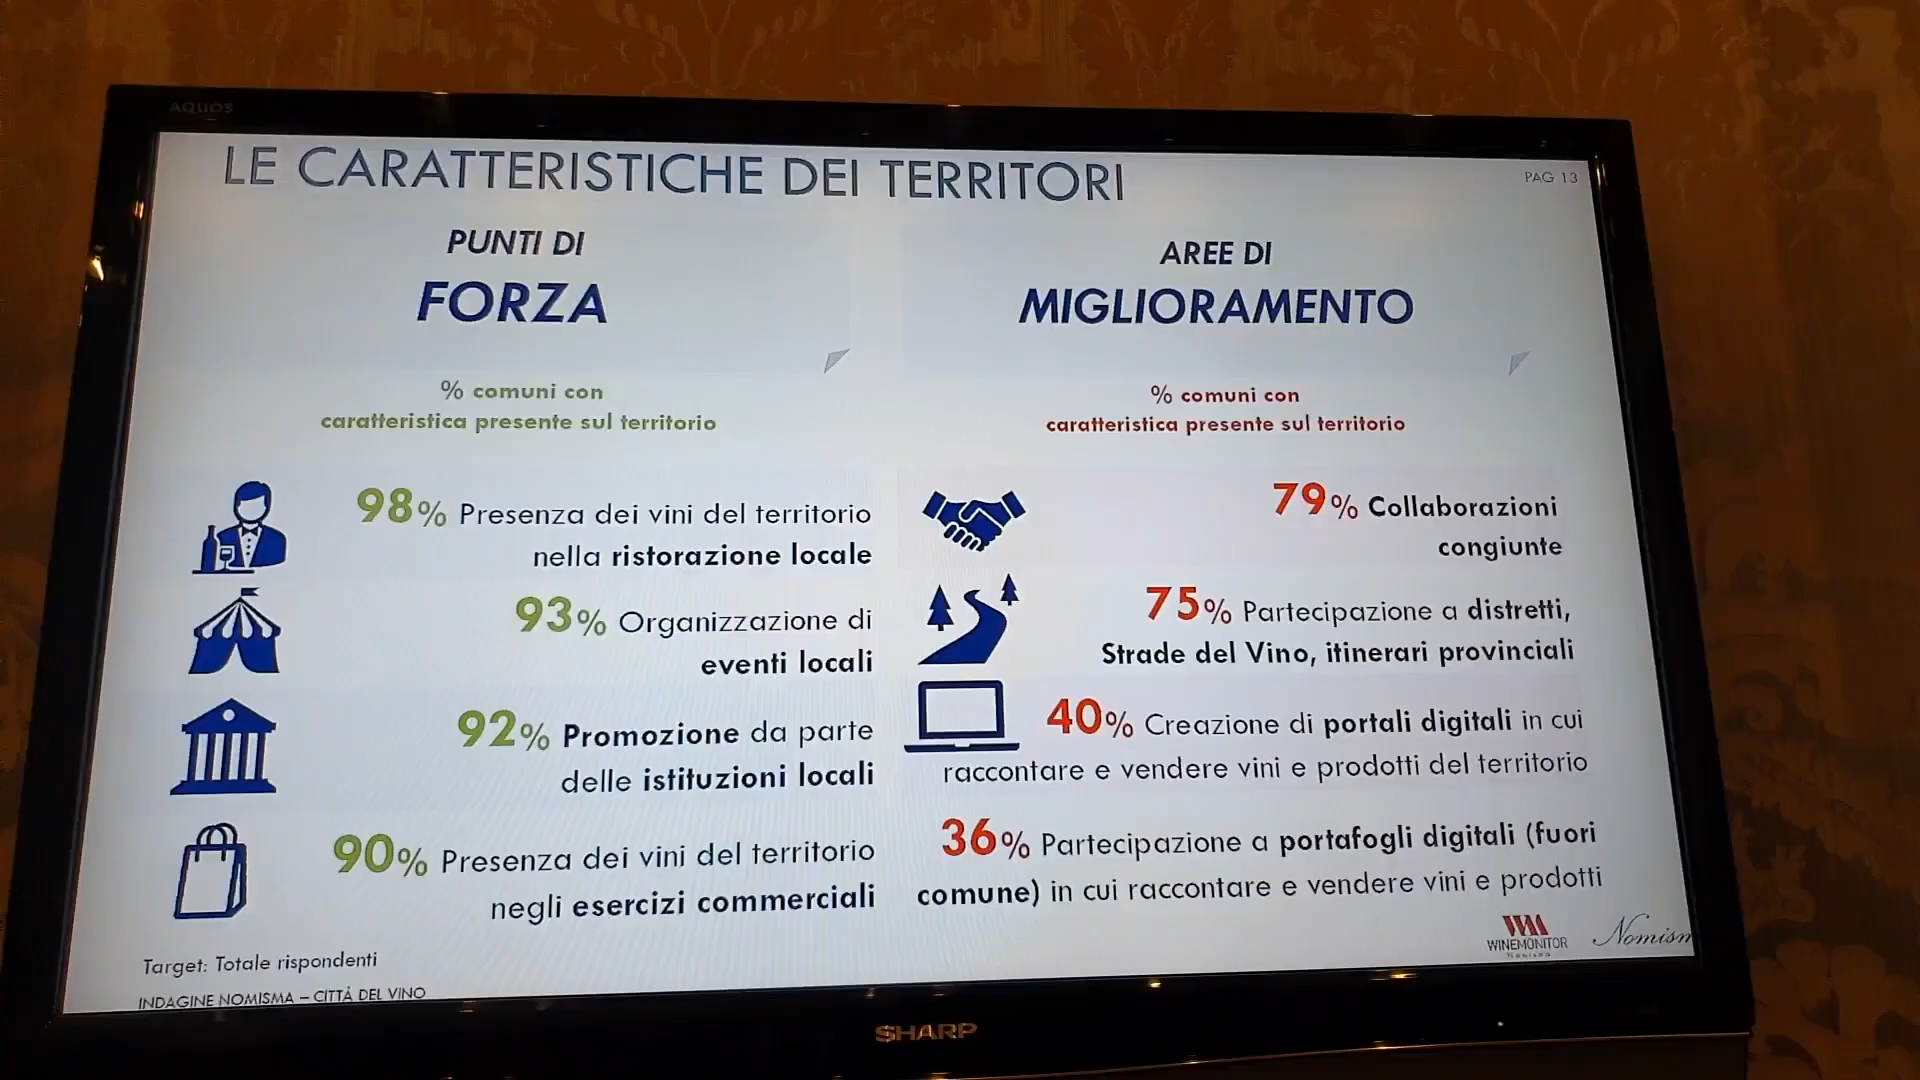 AQUOS
LE CARATTERISTICHE DEI TERRITORI
PAG 13
PUNTI DI
FORZA
% comuni con
caratteristica presente sul territorio
98% Presenza dei vini del territorio
nella ristorazione locale
93% Organizzazione di
eventi locali
92% Promozione da parte
delle istituzioni locali
90% Presenza dei vini del territorio
negli esercizi commerciali
AREE DI
MIGLIORAMENTO
% comuni con
caratteristica presente sul territorio
79% Collaborazioni
congiunte
75% Partecipazione a distretti,
Strade del Vino, itinerari provinciali
40% Creazione di portali digitali in cui
raccontare e vendere vini e prodotti del territorio
36% Partecipazione a portafogli digitali (fuori
comune) in cui raccontare e vendere vini e prodotti
WINEMONITOR
Nomism
Target: Totale rispondenti
INDAGINE NOMISMA – CITTÀ DEL VINO
SHARP